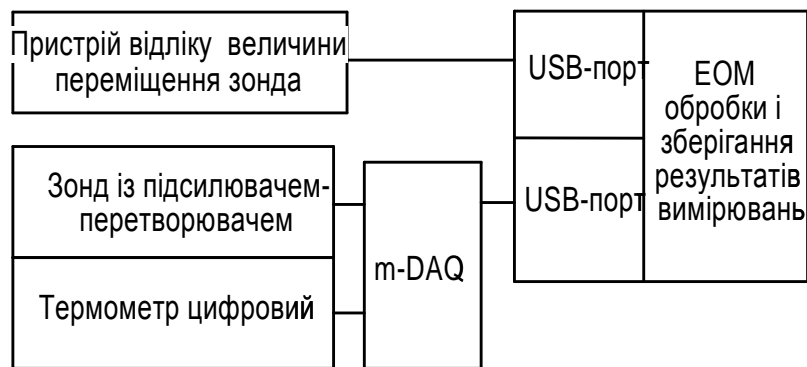 Пристрій відліку величини
переміщення зонда
USB-порт
ЕОМ
обробки і
зберігання
результатів
вимірювань
Зонд із підсилювачем-
перетворювачем
USB-порт
m-DAQ
Термометр цифровий